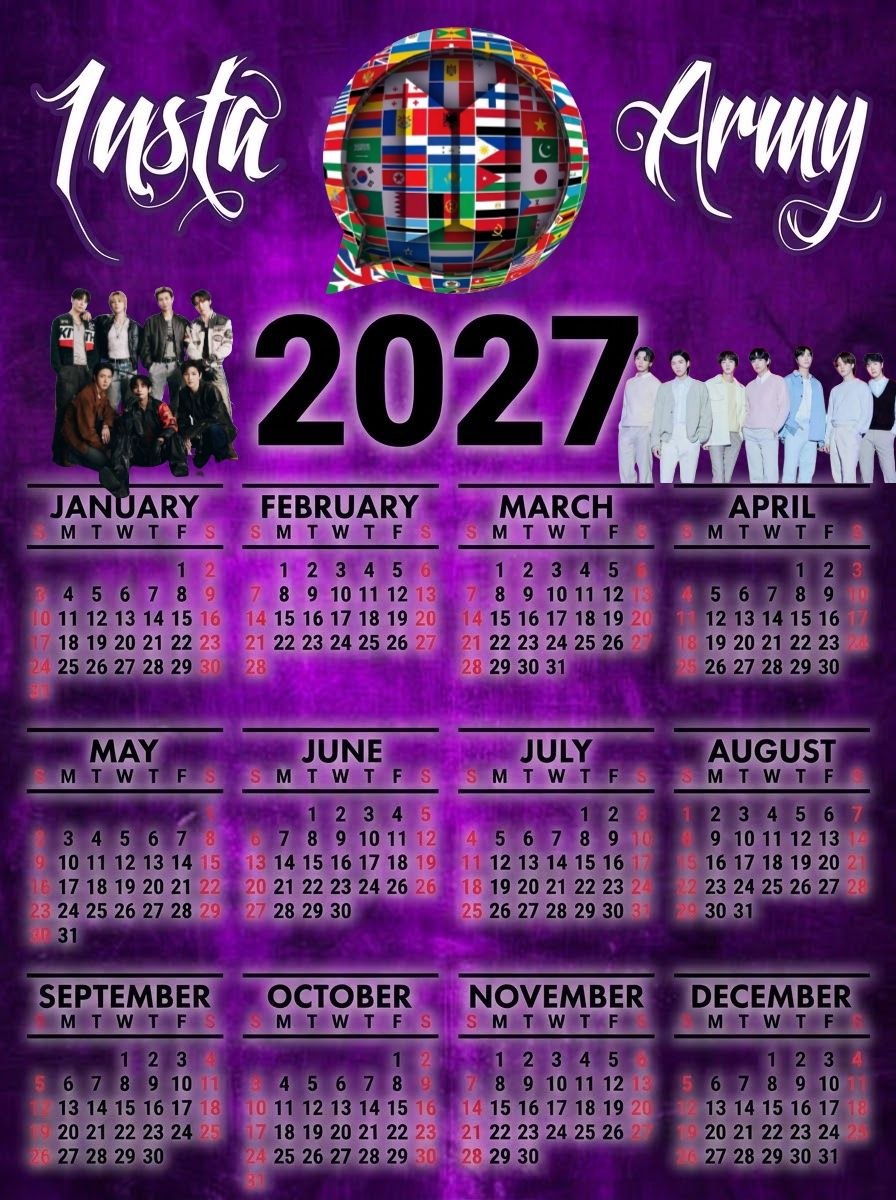 Insta Army
2027
JANUARY
S M T W T F S
1 2
3 4 5 6 7 8 9
10 11 12 13 14 15 16
17 18 19 20 21 22 23
24 25 26 27 28 29 30
31
FEBRUARY
S M T W T F S
1 2 3 4 5 6
7 8 9 10 11 12 13
14 15 16 17 18 19 20
21 22 23 24 25 26 27
28
MARCH
S M T W T F S
1 2 3 4 5 6
7 8 9 10 11 12 13
14 15 16 17 18 19 20
21 22 23 24 25 26 27
28 29 30 31
APRIL
S M T W T F S
1 2 3
4 5 6 7 8 9 10
11 12 13 14 15 16 17
18 19 20 21 22 23 24
25 26 27 28 29 30
MAY
S M T W T F S
1
2 3 4 5 6 7 8
9 10 11 12 13 14 15
16 17 18 19 20 21 22
23 24 25 26 27 28 29
30 31
JUNE
S M T W T F S
1 2 3 4 5
6 7 8 9 10 11 12
13 14 15 16 17 18 19
20 21 22 23 24 25 26
27 28 29 30
JULY
S M T W T F S
1 2 3
4 5 6 7 8 9 10
11 12 13 14 15 16 17
18 19 20 21 22 23 24
25 26 27 28 29 30 31
AUGUST
S M T W T F S
1 2 3 4 5 6 7
8 9 10 11 12 13 14
15 16 17 18 19 20 21
22 23 24 25 26 27 28
29 30 31
SEPTEMBER
S M T W T F S
1 2 3 4
5 6 7 8 9 10 11
12 13 14 15 16 17 18
19 20 21 22 23 24 25
26 27 28 29 30
OCTOBER
S M T W T F S
1 2
3 4 5 6 7 8 9
10 11 12 13 14 15 16
17 18 19 20 21 22 23
24 25 26 27 28 29 30
31
NOVEMBER
S M T W T F S
1 2 3 4 5 6
7 8 9 10 11 12 13
14 15 16 17 18 19 20
21 22 23 24 25 26 27
28 29 30
DECEMBER
S M T W T F S
1 2 3 4
5 6 7 8 9 10 11
12 13 14 15 16 17 18
19 20 21 22 23 24 25
26 27 28 29 30 31